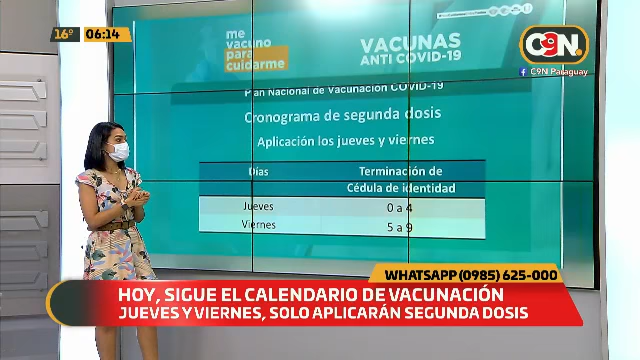 16°
06:14
me
vacuno
para
cuidarme
VACUNAS
ANTI COVID-19
C9N
C9N Paraguay
Plan Nacional de Vacunación COVID-19
Cronograma de segunda dosis
Aplicación los jueves y viernes
Días Terminación de
Cédula de identidad
Jueves 0 a 4
Viernes 5 a 9
WHATSAPP (0985) 625-000
HOY, SIGUE EL CALENDARIO DE VACUNACIÓN
JUEVES Y VIERNES, SOLO APLICARÁN SEGUNDA DOSIS